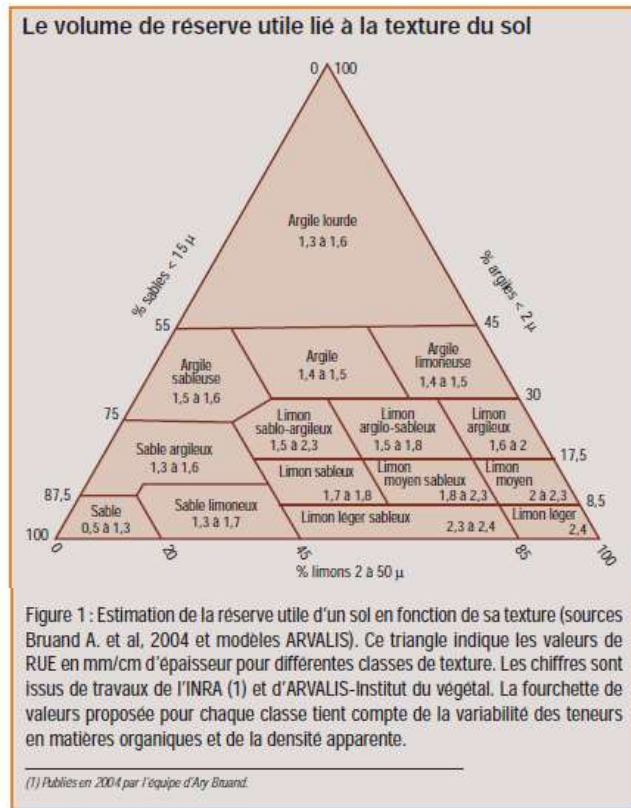 Le volume de réserve utile lié à la texture du sol
0 100
Argile lourde
1,3 à 1,6
% sables < 15 µ
% argiles < 2 µ
55
45
Argile
sableuse
1,5 à 1,6
Argile
1,4 à 1,5
Argile
limoneuse
1,4 à 1,5
30
75
Limon
sablo-argileux
1,5 à 2,3
Limon
argilo-sableux
1,5 à 1,8
Limon
argileux
1,6 à 2
17,5
Sable argileux
1,3 à 1,6
Limon sableux
1,7 à 1,8
Limon
moyen sableux
1,8 à 2,3
Limon
moyen
2 à 2,3
87,5
8,5
Sable
0,5 à 1,3
Sable limoneux
1,3 à 1,7
Limon léger sableux
2,3 à 2,4
Limon léger
2,4
100
0
20
45
85
100
% limons 2 à 50 µ
Figure 1 : Estimation de la réserve utile d'un sol en fonction de sa texture (sources
Bruand A. et al, 2004 et modèles ARVALIS). Ce triangle indique les valeurs de
RUE en mm/cm d'épaisseur pour différentes classes de texture. Les chiffres sont
issus de travaux de l'INRA (1) et d'ARVALIS-Institut du végétal. La fourchette de
valeurs proposée pour chaque classe tient compte de la variabilité des teneurs
en matières organiques et de la densité apparente.
(1) Publiés en 2004 par l'équipe d'Ary Bruand.